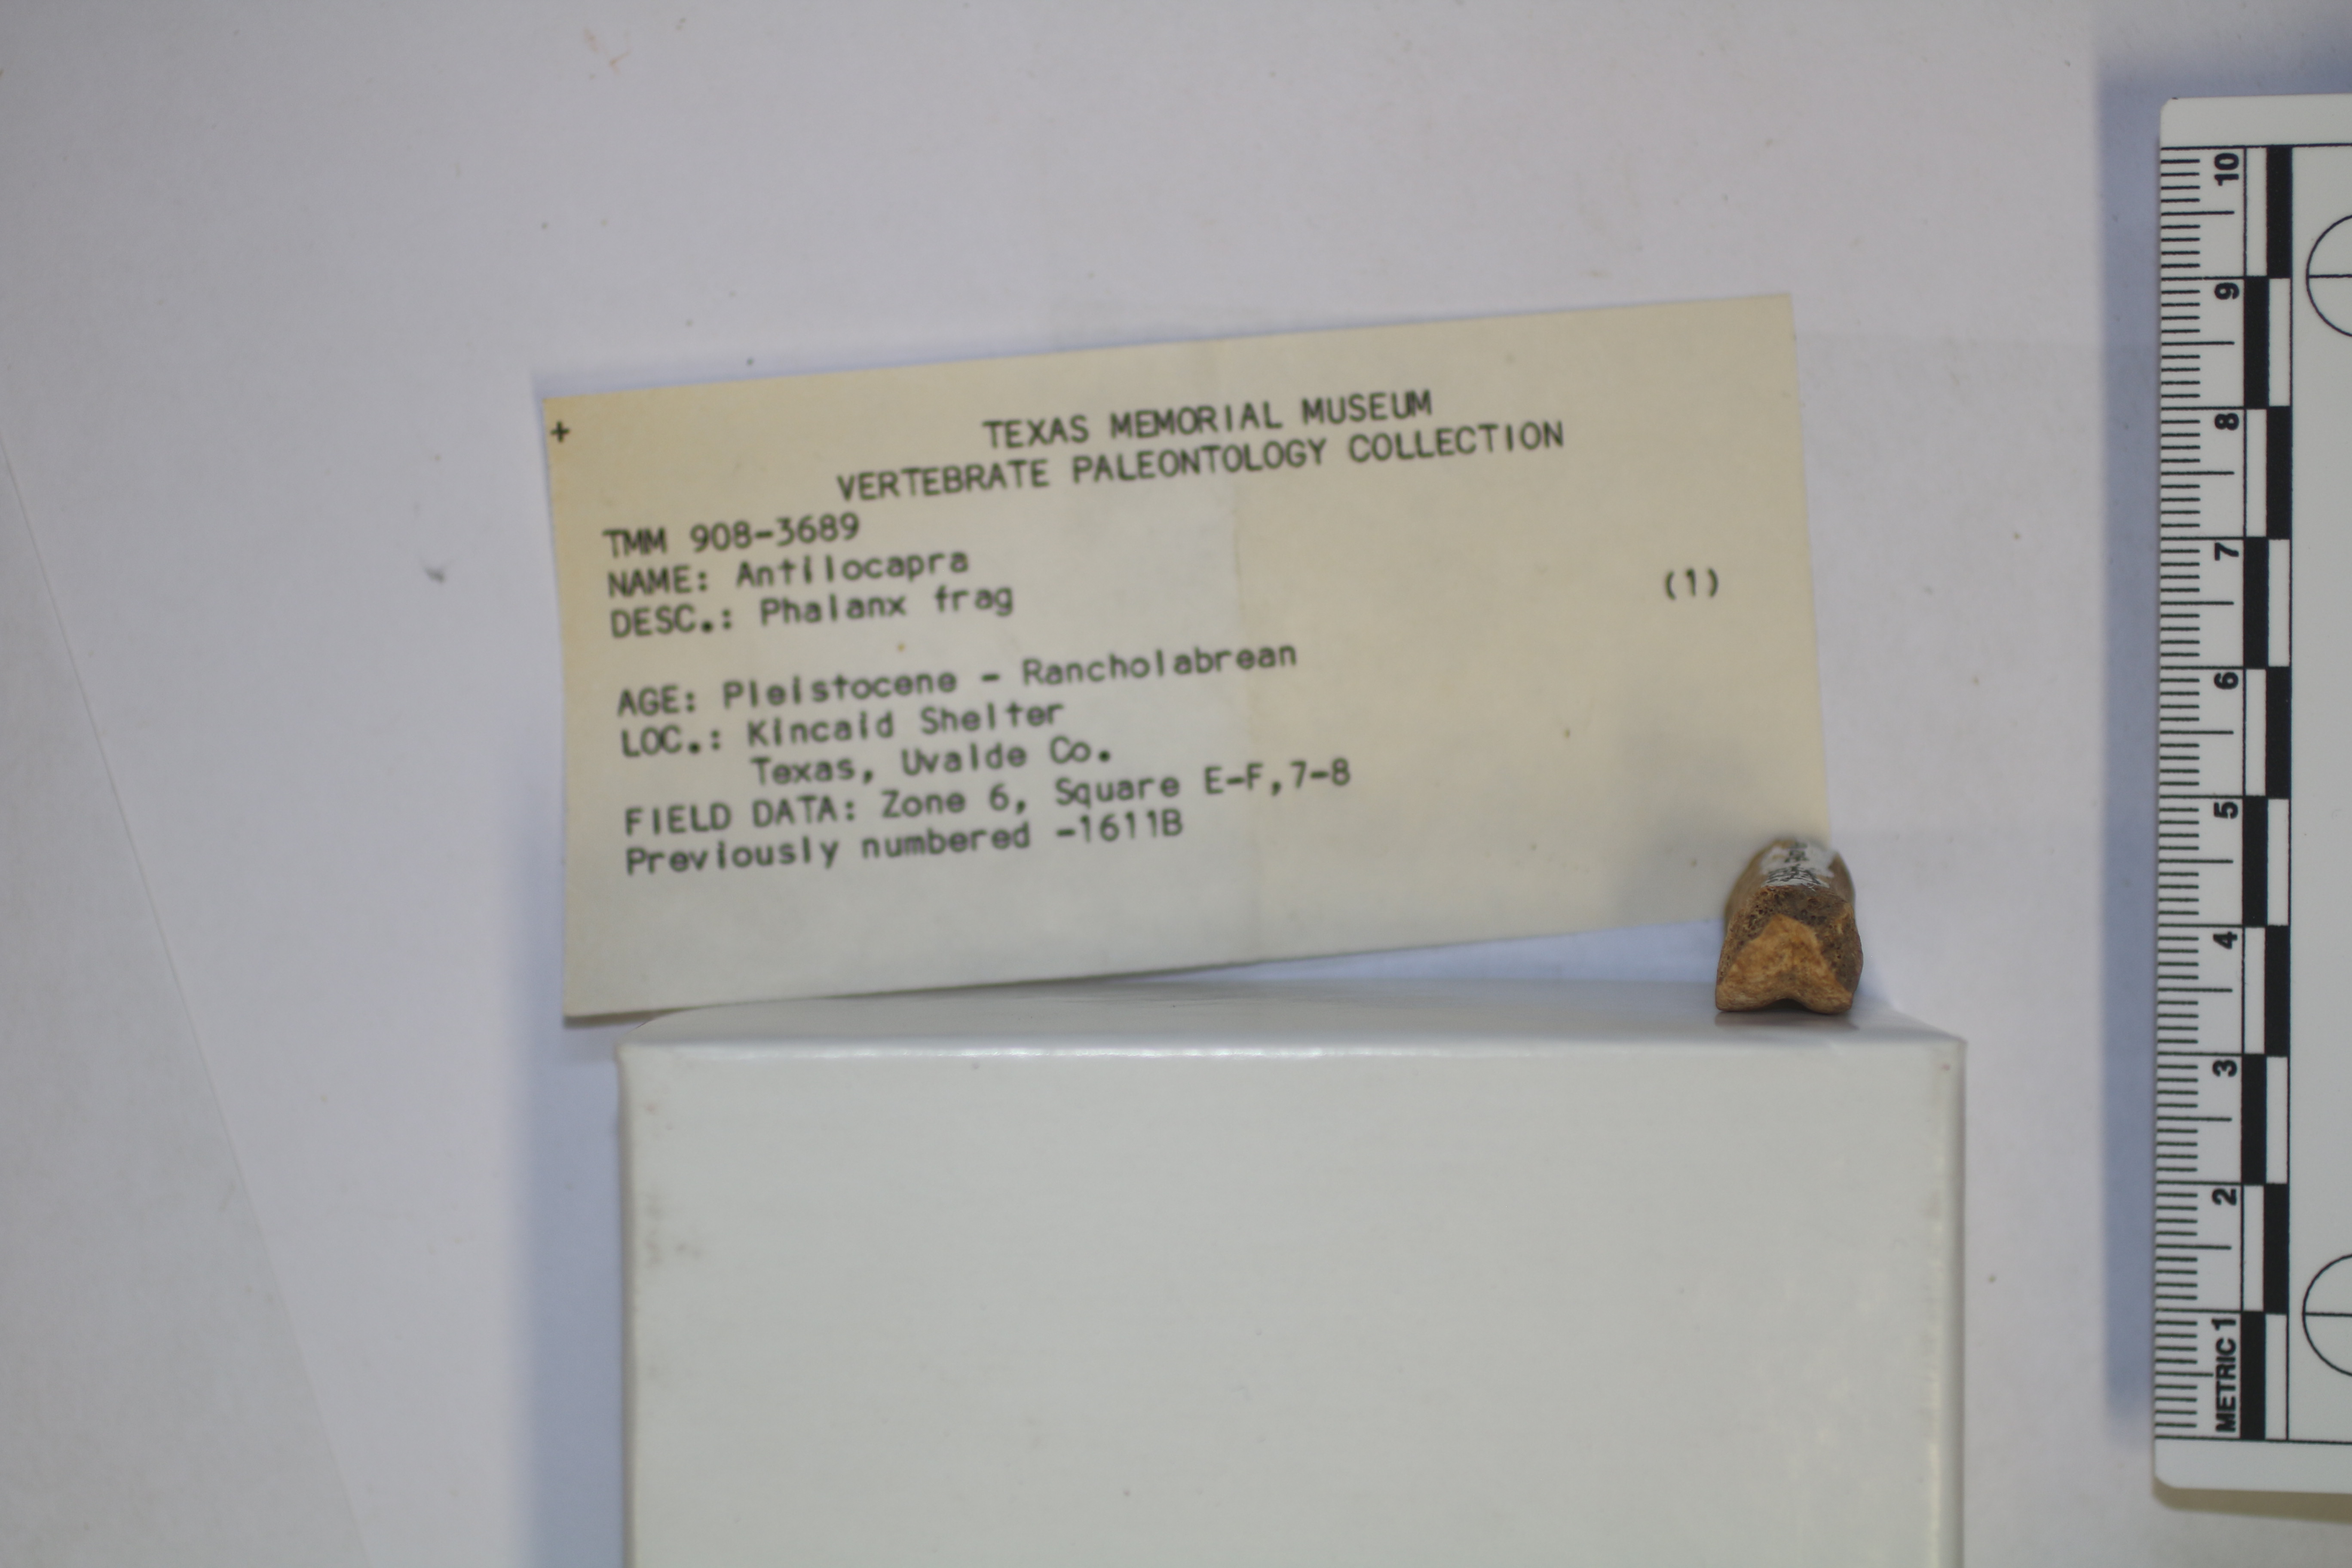 +
TEXAS MEMORIAL MUSEUM
VERTEBRATE PALEONTOLOGY COLLECTION
TMM 908-3689
NAME: Antilocapra
DESC.: Phalanx frag (1)
AGE: Pleistocene - Rancholabrean
LOC.: Kincaid Shelter
Texas, Uvalde Co.
FIELD DATA: Zone 6, Square E-F,7-8
Previously numbered -1611B
10
9
8
7
6
5
4
3
2
METRIC 1